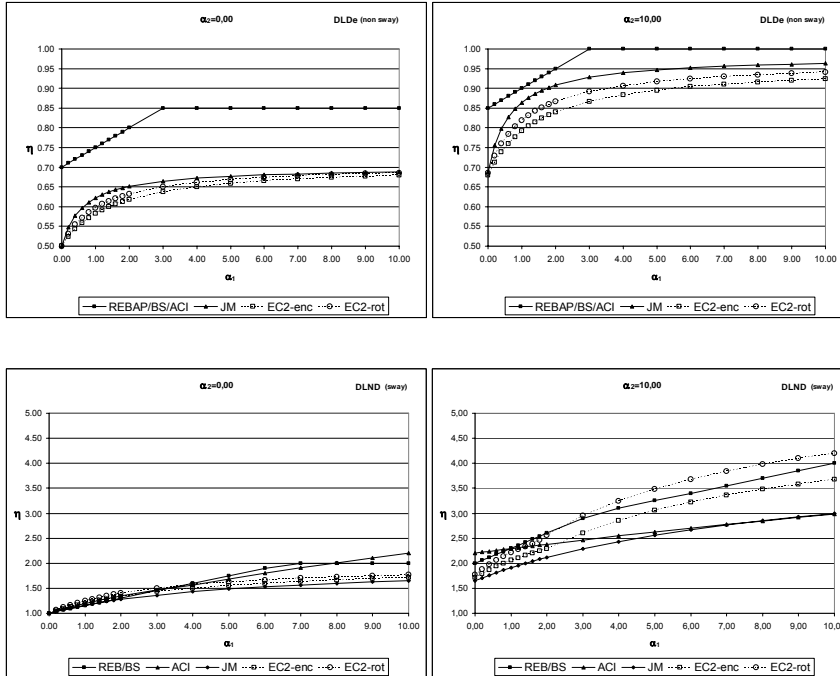 α₂=0,00 DLDe (non sway)
1.00
0.95
0.90
0.85
0.80
η 0.75
0.70
0.65
0.60
0.55
0.50
0.00 1.00 2.00 3.00 4.00 5.00 6.00 7.00 8.00 9.00 10.00
α₁
REBAP/BS/ACI JM EC2-enc EC2-rot
α₂=10,00 DLDe (non sway)
1.00
0.95
0.90
0.85
0.80
η 0.75
0.70
0.65
0.60
0.55
0.50
0.00 1.00 2.00 3.00 4.00 5.00 6.00 7.00 8.00 9.00 10.00
α₁
REBAP/BS/ACI JM EC2-enc EC2-rot
α₂=0,00 DLND (sway)
5.00
4.50
4.00
3.50
η 3.00
2.50
2.00
1.50
1.00
0.00 1.00 2.00 3.00 4.00 5.00 6.00 7.00 8.00 9.00 10.00
α₁
REB/BS ACI JM EC2-enc EC2-rot
α₂=10,00 DLND (sway)
5,00
4,50
4,00
3,50
η 3,00
2,50
2,00
1,50
1,00
0,00 1,00 2,00 3,00 4,00 5,00 6,00 7,00 8,00 9,00 10,0
α₁
REB/BS ACI JM EC2-enc EC2-rot